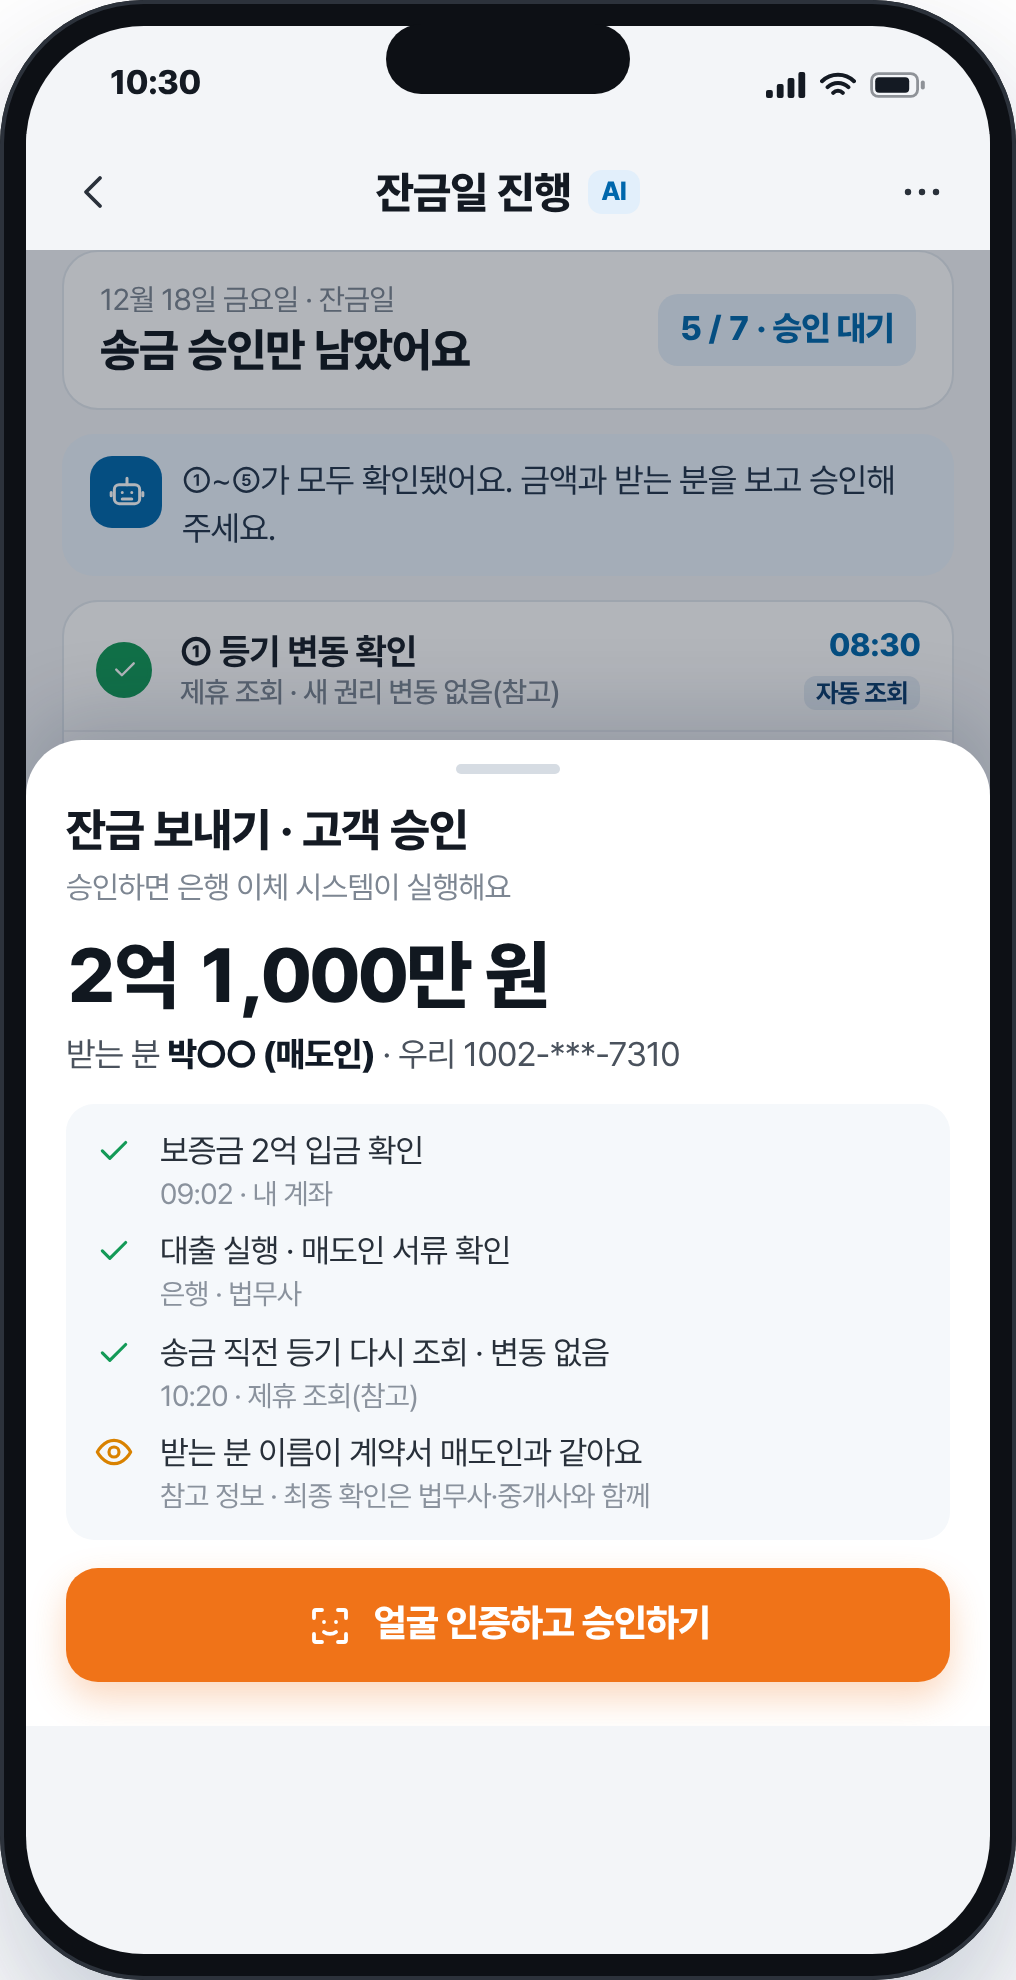 10:30
잔금일 진행 AI
12월 18일 금요일 · 잔금일
송금 승인만 남았어요
5 / 7 · 승인 대기
①~⑤가 모두 확인됐어요. 금액과 받는 분을 보고 승인해
주세요.
① 등기 변동 확인
08:30
제휴 조회 · 새 권리 변동 없음(참고)
자동 조회
잔금 보내기 · 고객 승인
승인하면 은행 이체 시스템이 실행해요
2억 1,000만 원
받는 분 박○○ (매도인) · 우리 1002-***-7310
보증금 2억 입금 확인
09:02 · 내 계좌
대출 실행 · 매도인 서류 확인
은행 · 법무사
송금 직전 등기 다시 조회 · 변동 없음
10:20 · 제휴 조회(참고)
받는 분 이름이 계약서 매도인과 같아요
참고 정보 · 최종 확인은 법무사·중개사와 함께
얼굴 인증하고 승인하기